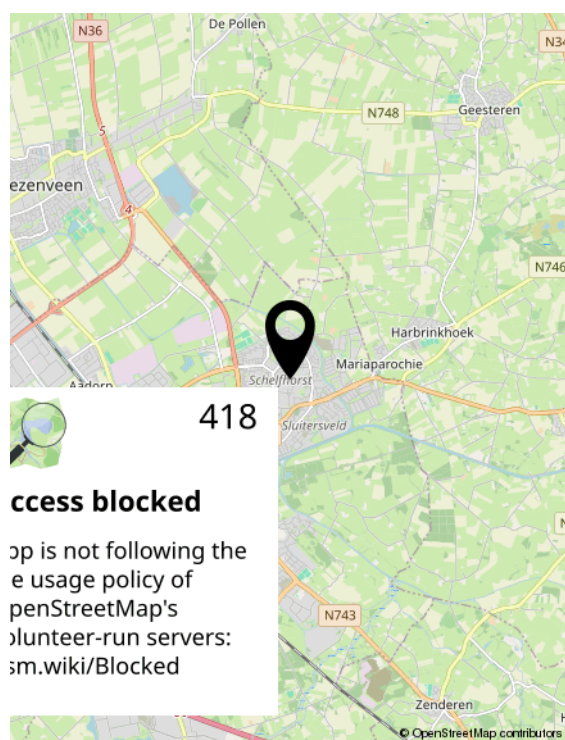 N36
De Pollen
N34
5
N748
Geesteren
ezenveen
4
N746
Harbrinkhoek
Mariaparochie
Aadorp
Schelfhorst
418
Sluitersveld
ccess blocked
N
pp is not following the
e usage policy of
penStreetMap's
olunteer-run servers:
sm.wiki/Blocked
N743
Zenderen
H
© OpenStreetMap contributors